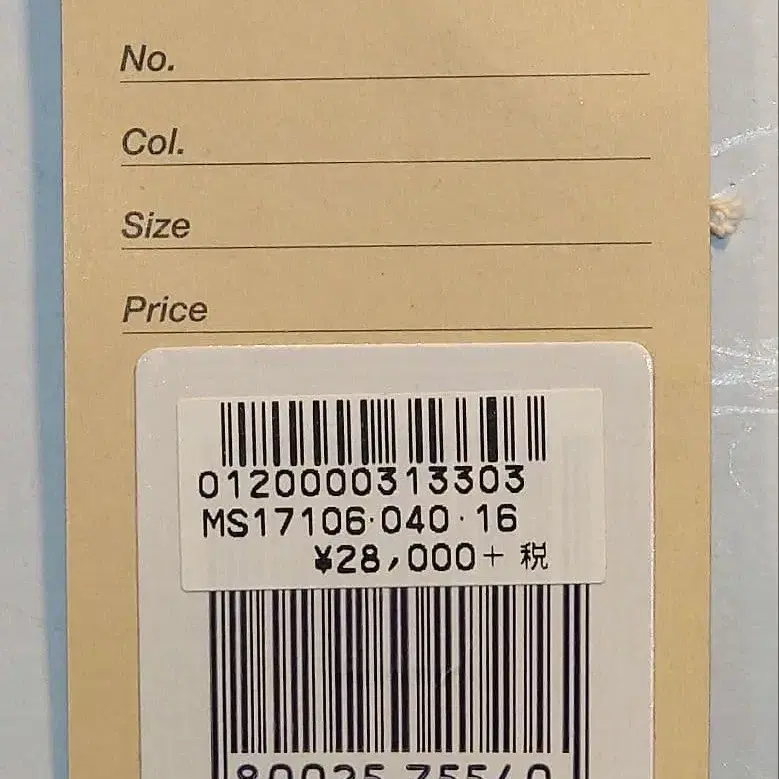 No.
Col.
Size
Price
0120000313303
MS17106·040·16
¥28,000+ 税